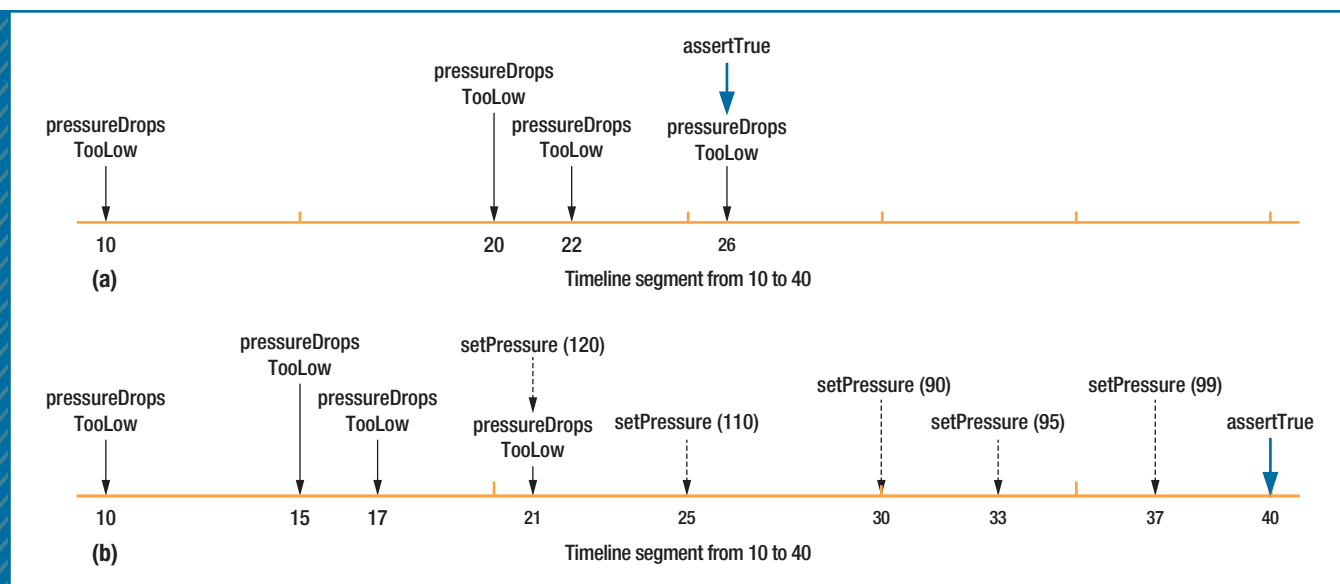 assertTrue
pressureDrops
TooLow
pressureDrops
TooLow
pressureDrops
TooLow
pressureDrops
TooLow
10
20
22
26
(a)
Timeline segment from 10 to 40
pressureDrops
TooLow
pressureDrops
TooLow
pressureDrops
TooLow
setPressure (120)
pressureDrops
TooLow
setPressure (110)
setPressure (90)
setPressure (95)
setPressure (99)
assertTrue
10
15
17
21
25
30
33
37
40
(b)
Timeline segment from 10 to 40